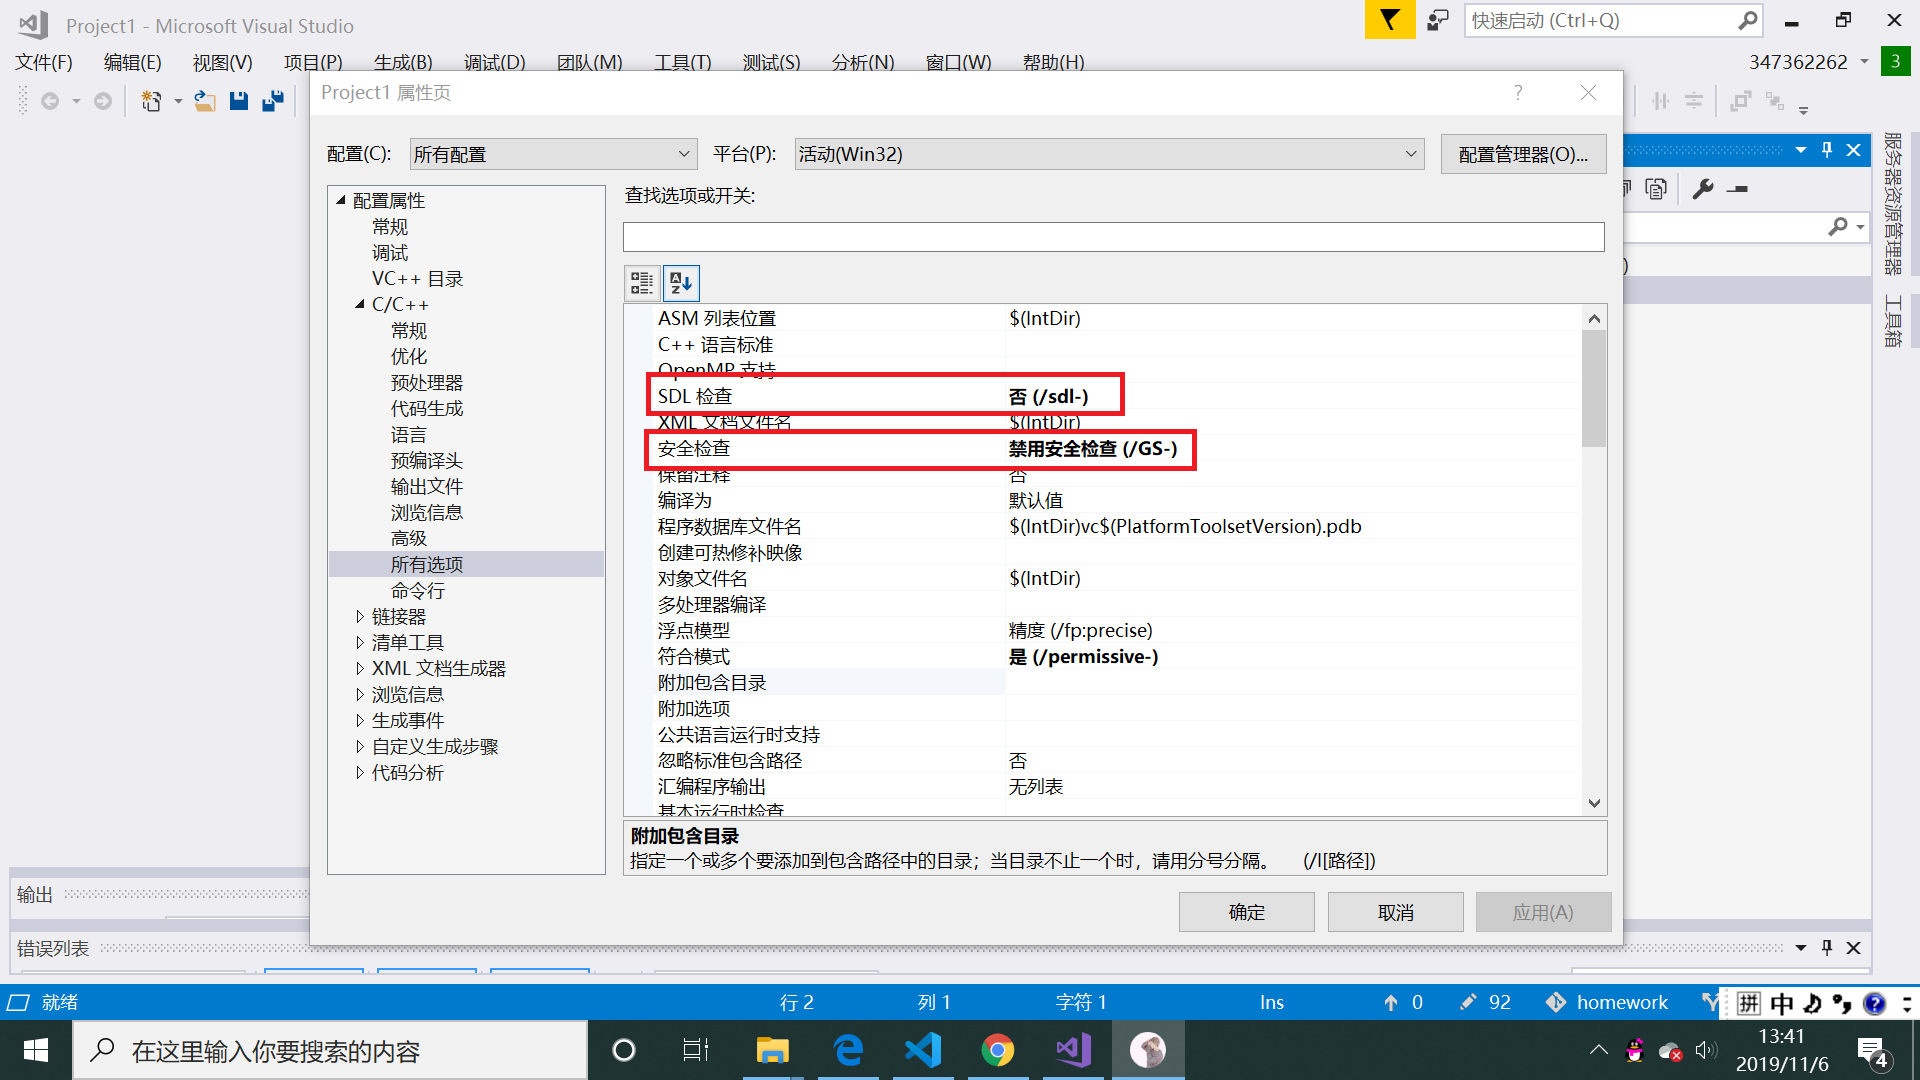 Project1 - Microsoft Visual Studio
快速启动 (Ctrl+Q)
文件(F) 编辑(E) 视图(V) 项目(P) 生成(B) 调试(D) 团队(M) 工具(T) 测试(S) 分析(N) 窗口(W) 帮助(H)
347362262
3
Project1 属性页
?
配置(C):
所有配置
平台(P):
活动(Win32)
配置管理器(O)...
配置属性
常规
调试
VC++ 目录
C/C++
常规
优化
预处理器
代码生成
语言
预编译头
输出文件
浏览信息
高级
所有选项
命令行
链接器
清单工具
XML 文档生成器
浏览信息
生成事件
自定义生成步骤
代码分析
查找选项或开关:
ASM 列表位置 $(IntDir)
C++ 语言标准
OpenMP 支持
SDL 检查 否 (/sdl-)
XML 文档文件名 $(IntDir)
安全检查 禁用安全检查 (/GS-)
保留注释 否
编译为 默认值
程序数据库文件名 $(IntDir)vc$(PlatformToolsetVersion).pdb
创建可热修补映像
对象文件名 $(IntDir)
多处理器编译
浮点模型 精度 (/fp:precise)
符合模式 是 (/permissive-)
附加包含目录
附加选项
公共语言运行时支持
忽略标准包含路径 否
汇编程序输出 无列表
基本运行时检查
附加包含目录
指定一个或多个要添加到包含路径中的目录；当目录不止一个时，请用分号分隔。 (/I[路径])
确定
取消
应用(A)
服务器资源管理器
工具箱
)
输出
错误列表
就绪
行 2
列 1
字符 1
Ins
0
92
homework
拼 中
在这里输入你要搜索的内容
13:41
2019/11/6
4